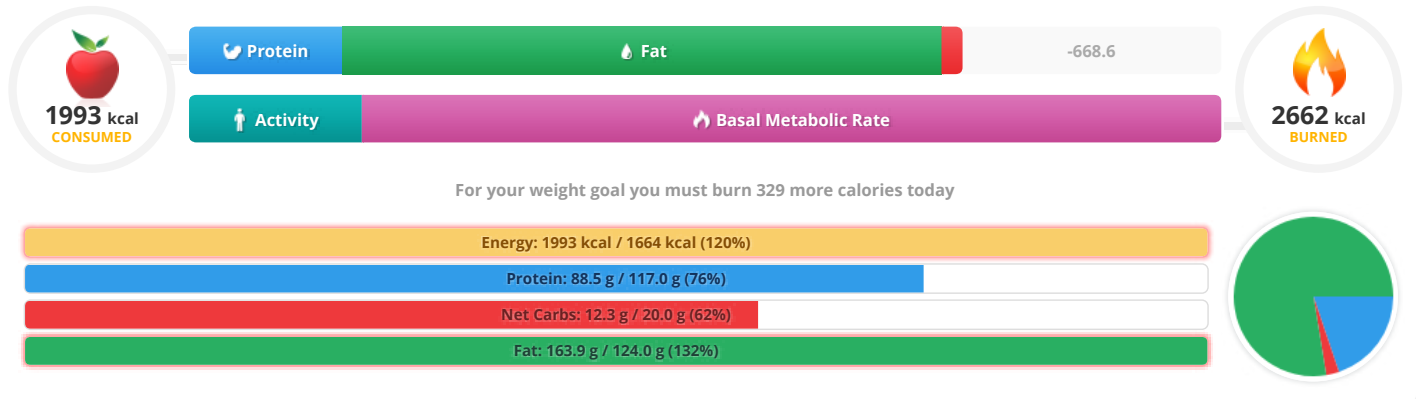 Protein
Fat
-668.6
1993 kcal
CONSUMED
Activity
Basal Metabolic Rate
2662 kcal
BURNED
For your weight goal you must burn 329 more calories today
Energy: 1993 kcal / 1664 kcal (120%)
Protein: 88.5 g / 117.0 g (76%)
Net Carbs: 12.3 g / 20.0 g (62%)
Fat: 163.9 g / 124.0 g (132%)